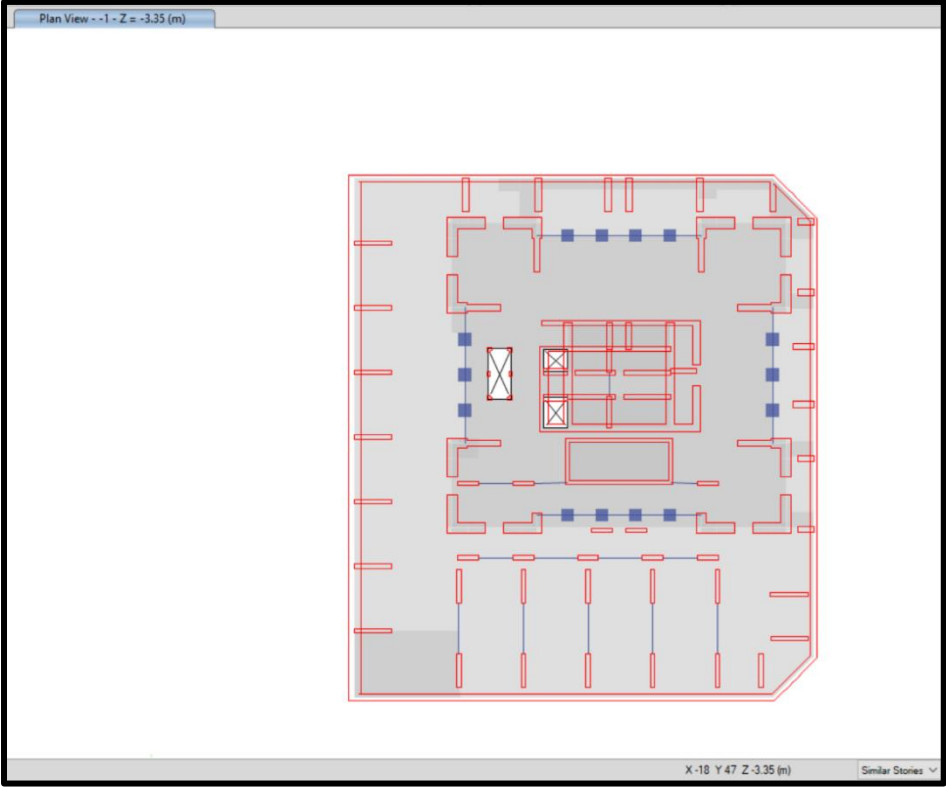 Plan View - -1 - Z = -3.35 (m)
X -18 Y 47 Z -3.35 (m)
Similar Stories